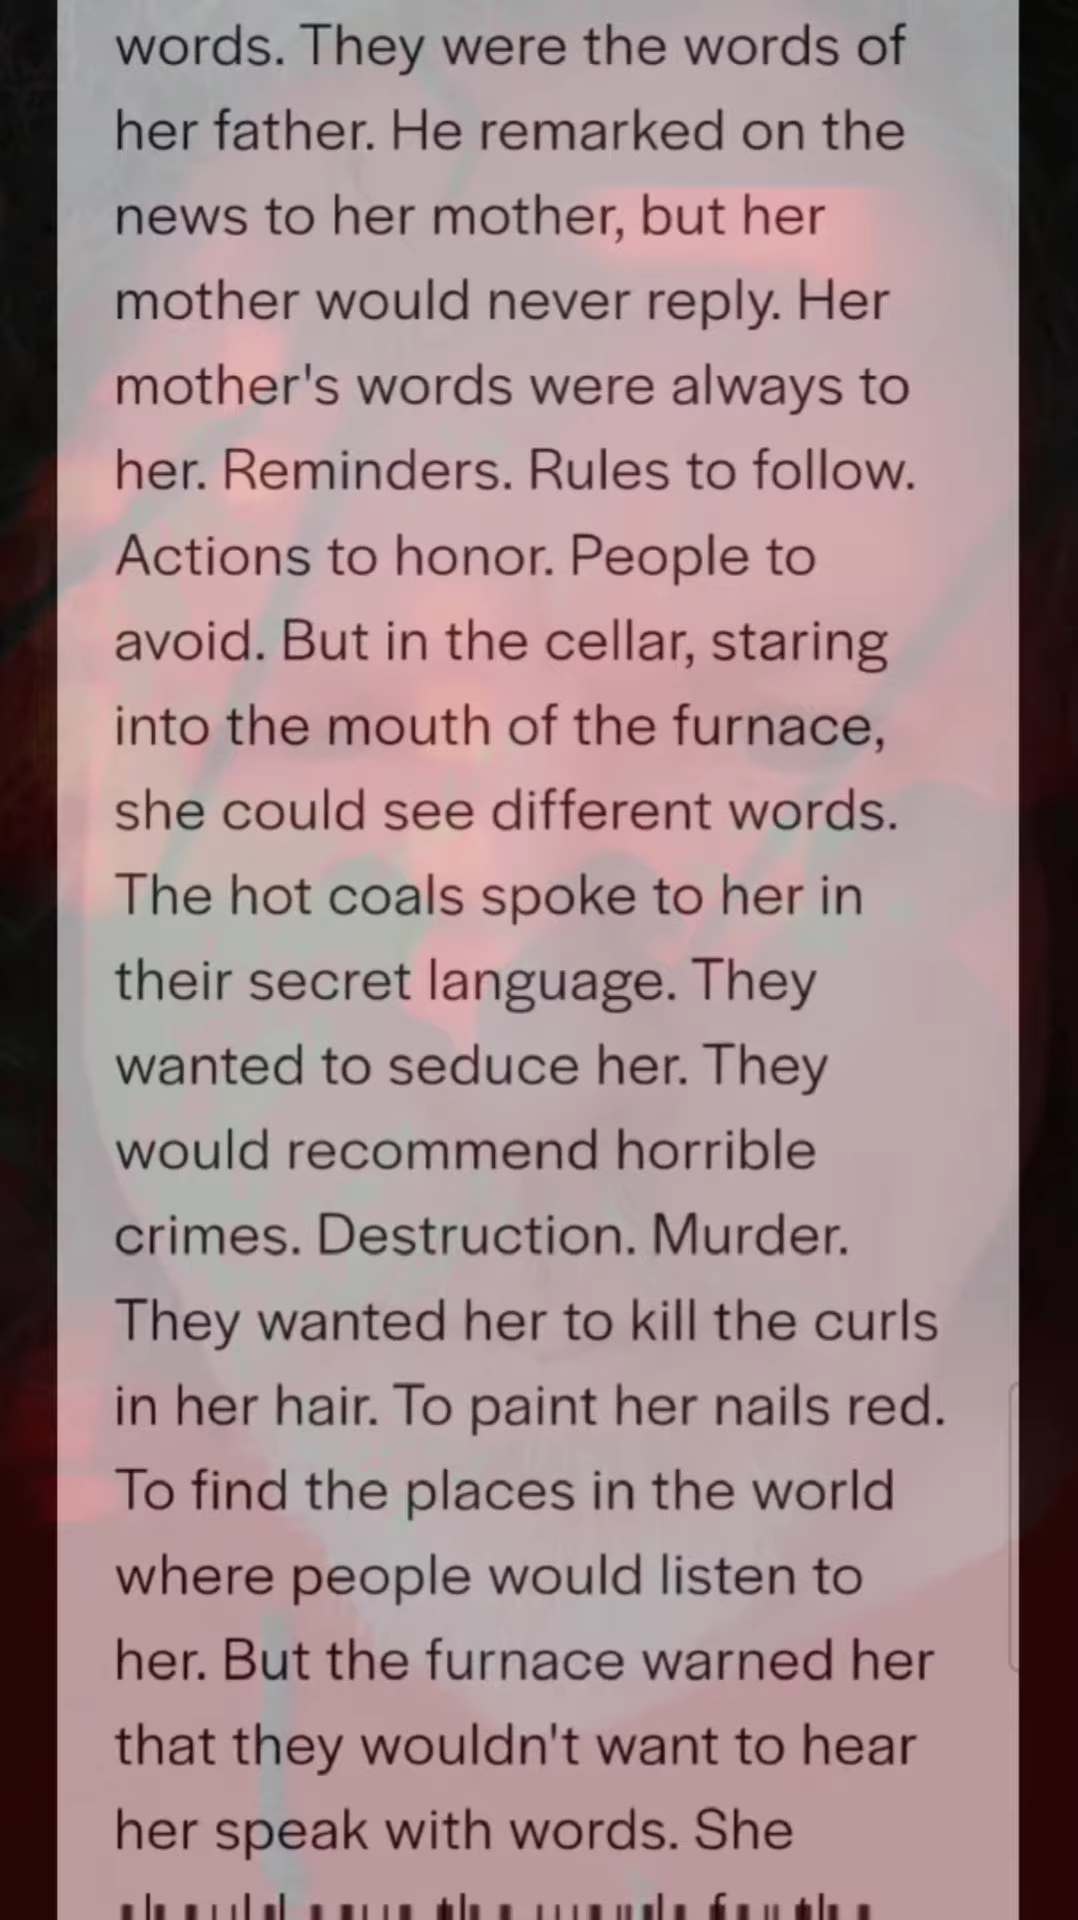 words. They were the words of
her father. He remarked on the
news to her mother, but her
mother would never reply. Her
mother's words were always to
her. Reminders. Rules to follow.
Actions to honor. People to
avoid. But in the cellar, staring
into the mouth of the furnace,
she could see different words.
The hot coals spoke to her in
their secret language. They
wanted to seduce her. They
would recommend horrible
crimes. Destruction. Murder.
They wanted her to kill the curls
in her hair. To paint her nails red.
To find the places in the world
where people would listen to
her. But the furnace warned her
that they wouldn't want to hear
her speak with words. She